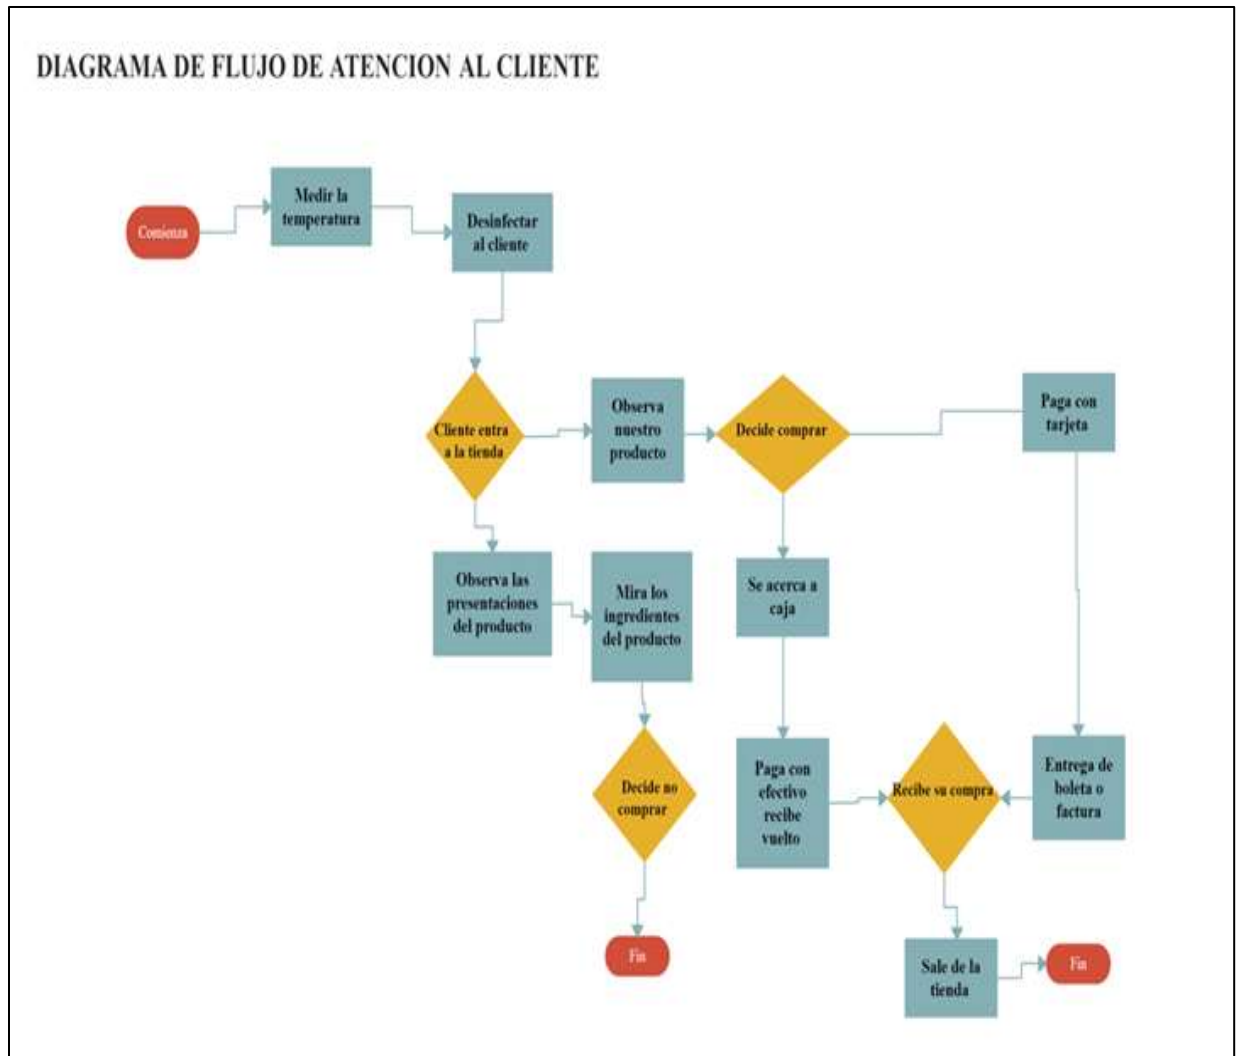 DIAGRAMA DE FLUJO DE ATENCION AL CLIENTE
Comienza
Medir la
temperatura
Desinfectar
al cliente
Cliente entra
a la tienda
Observa
nuestro
producto
Decide comprar
Paga con
tarjeta
Observa las
presentaciones
del producto
Mira los
ingredientes
del producto
Se acerca a
caja
Decide no
comprar
Paga con
efectivo
recibe
vuelto
Recibe su compra
Entrega de
boleta o
factura
Fin
Sale de la
tienda
Fin